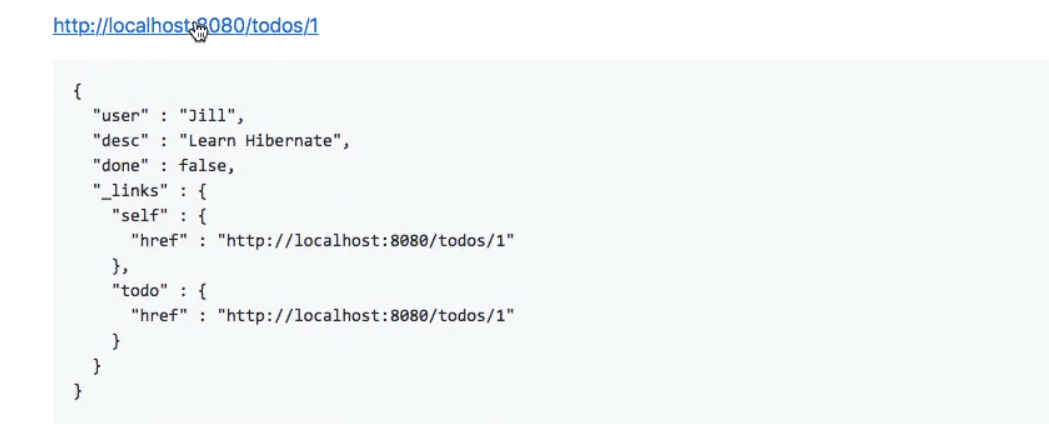 http://localhost:8080/todos/1
{
  "user" : "Jill",
  "desc" : "Learn Hibernate",
  "done" : false,
  "_links" : {
    "self" : {
      "href" : "http://localhost:8080/todos/1"
    },
    "todo" : {
      "href" : "http://localhost:8080/todos/1"
    }
  }
}